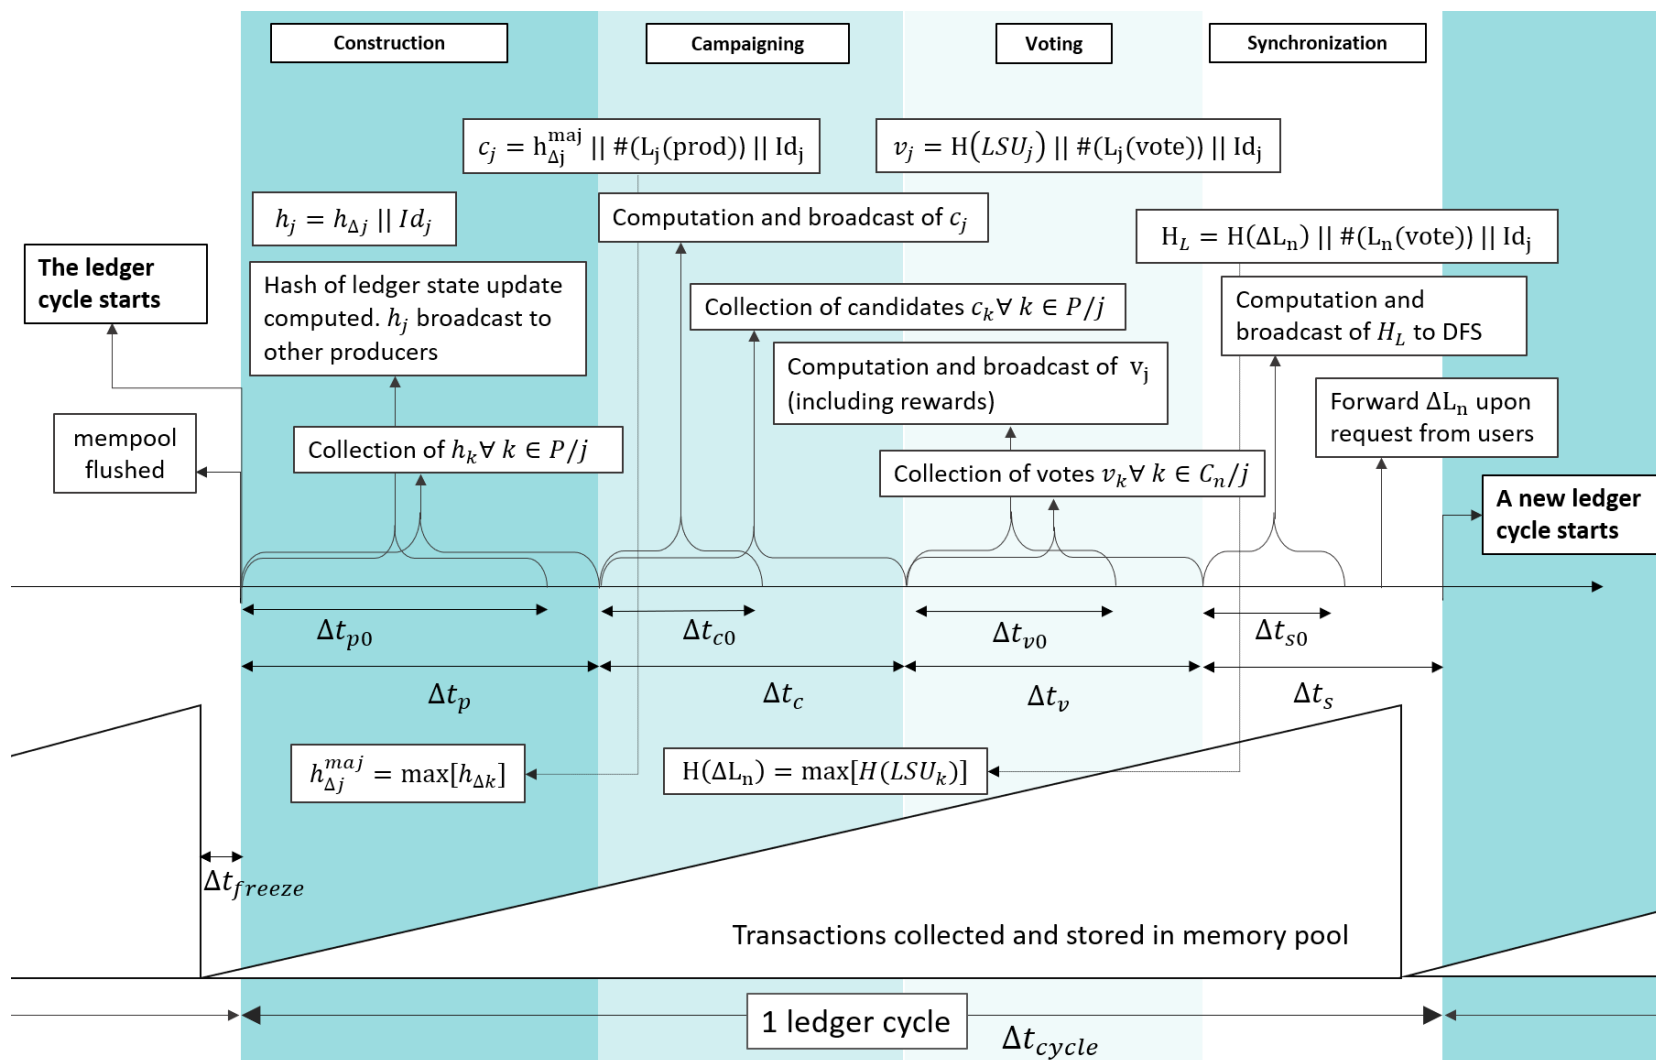 Construction
Campaigning
Voting
Synchronization
c_j = h_Δj^maj || #(L_j(prod)) || Id_j
v_j = H(LSU_j) || #(L_j(vote)) || Id_j
h_j = h_Δj || Id_j
Computation and broadcast of c_j
H_L = H(ΔL_n) || #(L_n(vote)) || Id_j
The ledger
cycle starts
Hash of ledger state update
computed. h_j broadcast to
other producers
Collection of candidates c_k ∀ k ∈ P/j
Computation and
broadcast of H_L to DFS
Computation and broadcast of v_j
(including rewards)
Forward ΔL_n upon
request from users
mempool
flushed
Collection of h_k ∀ k ∈ P/j
Collection of votes v_k ∀ k ∈ C_n/j
A new ledger
cycle starts
Δt_p0
Δt_c0
Δt_v0
Δt_s0
Δt_p
Δt_c
Δt_v
Δt_s
h_Δj^maj = max[h_Δk]
H(ΔL_n) = max[H(LSU_k)]
Δt_freeze
Transactions collected and stored in memory pool
1 ledger cycle
Δt_cycle